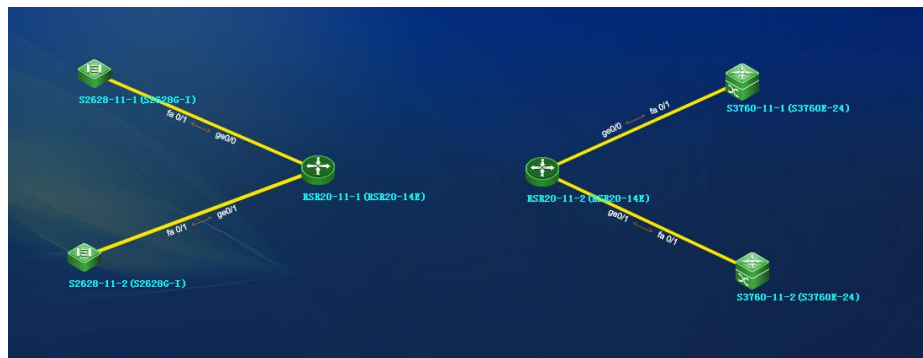 S2628-11-1(S2628G-I)
fa 0/1
ge0/0
RSR20-11-1(RSR20-14E)
fa 0/1
ge0/1
S2628-11-2(S2628G-I)
S3760-11-1(S3760E-24)
ge0/0
fa 0/1
RSR20-11-2(RSR20-14E)
ge0/1
fa 0/1
S3760-11-2(S3760E-24)